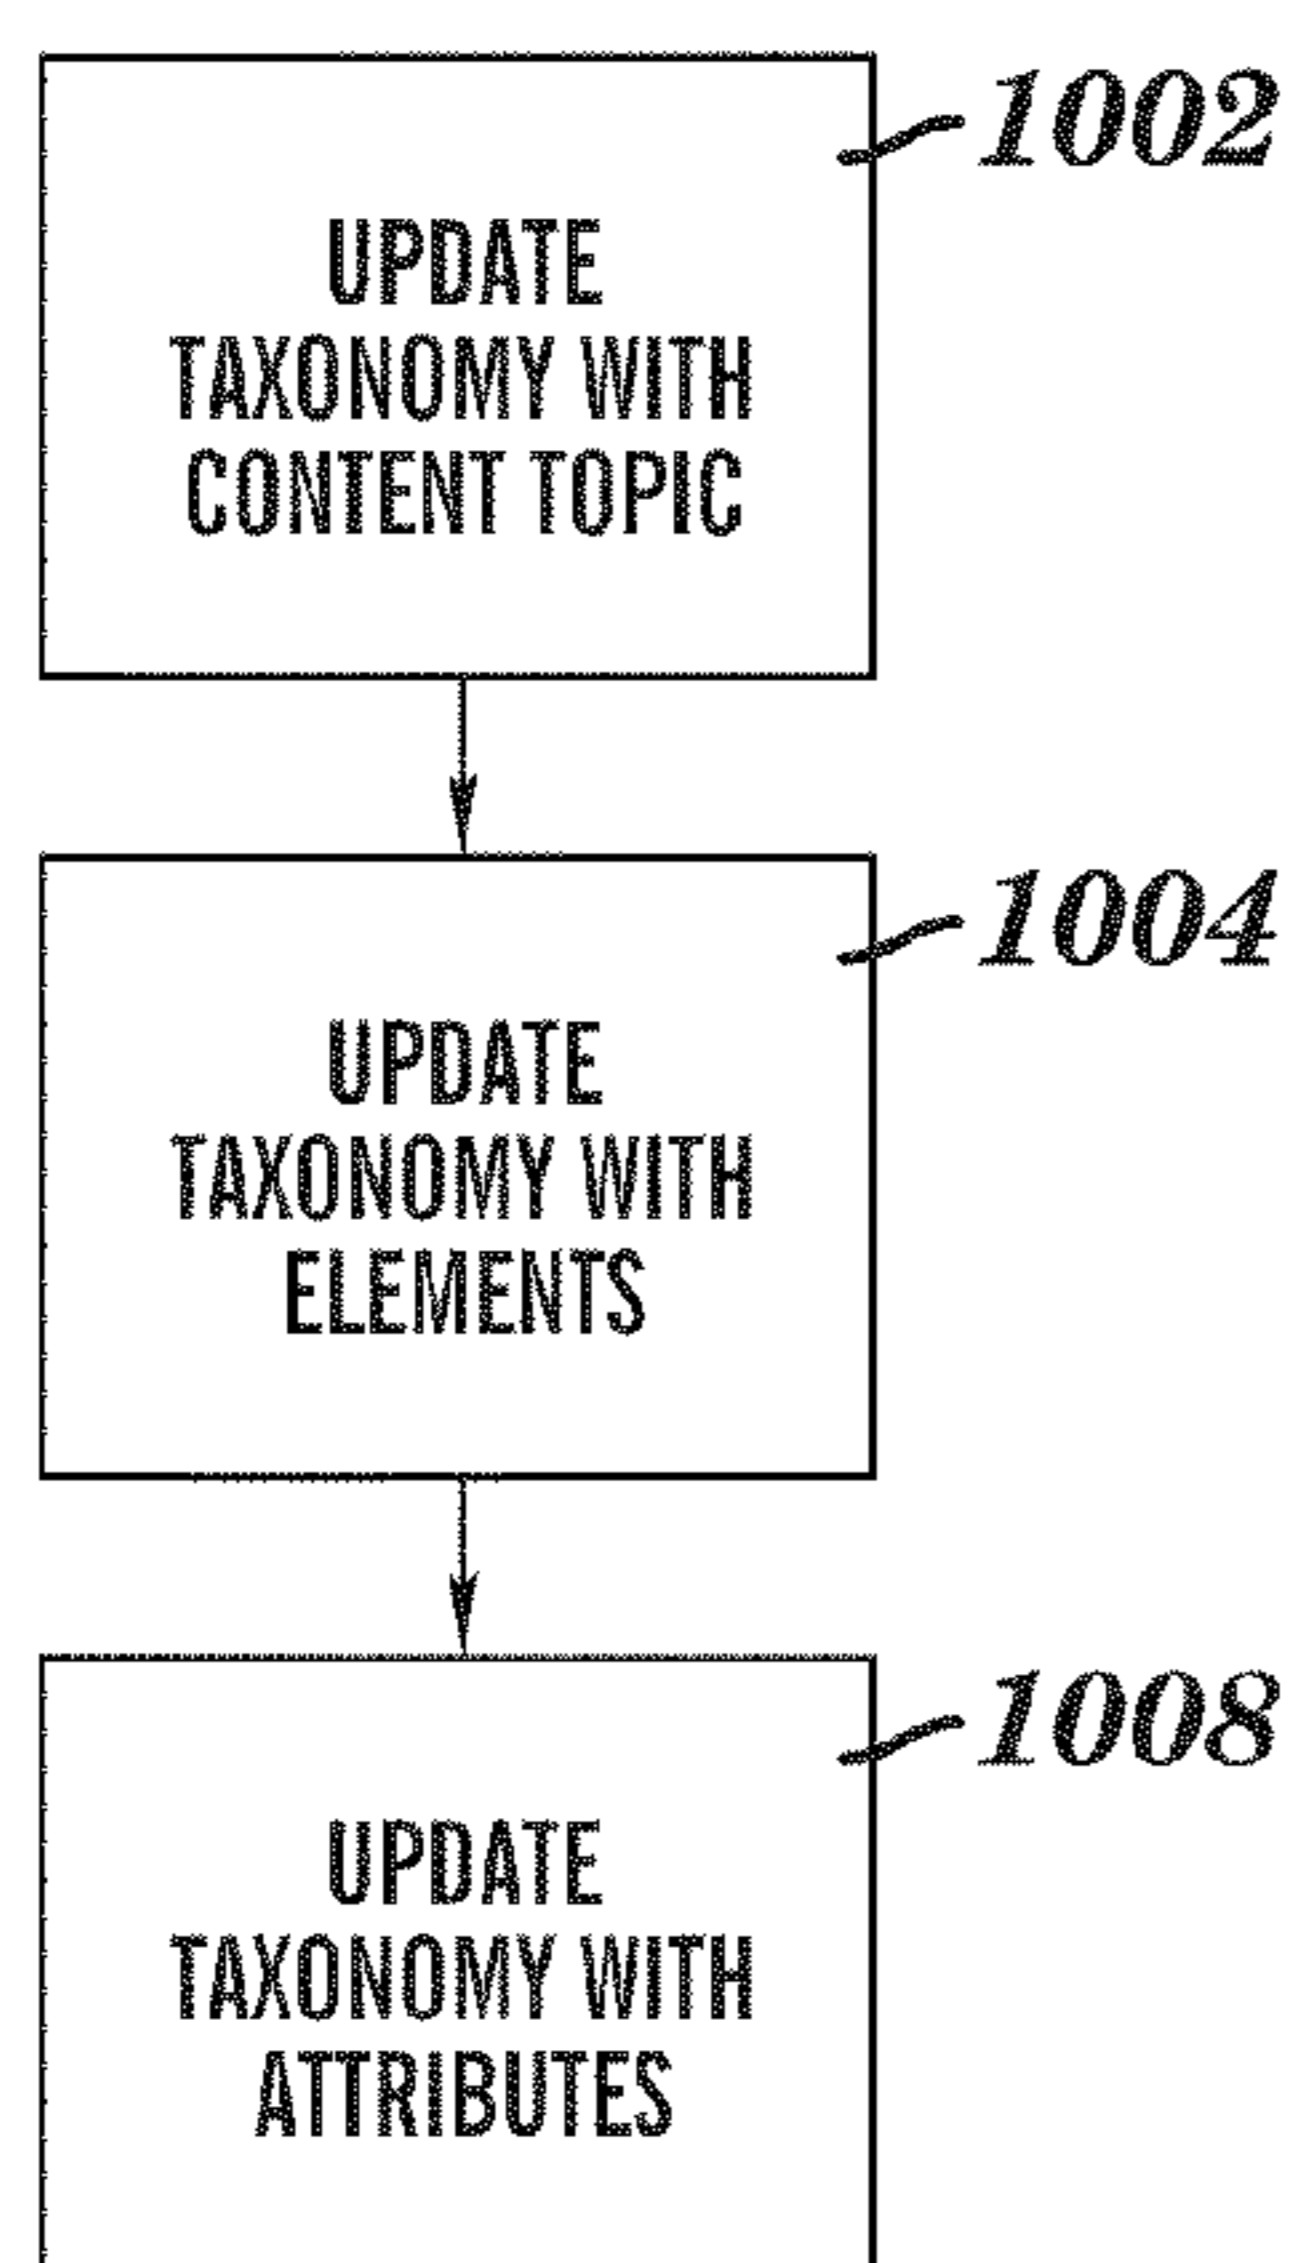 1002
UPDATE
TAXONOMY WITH
CONTENT TOPIC
1004
UPDATE
TAXONOMY WITH
ELEMENTS
1008
UPDATE
TAXONOMY WITH
ATTRIBUTES